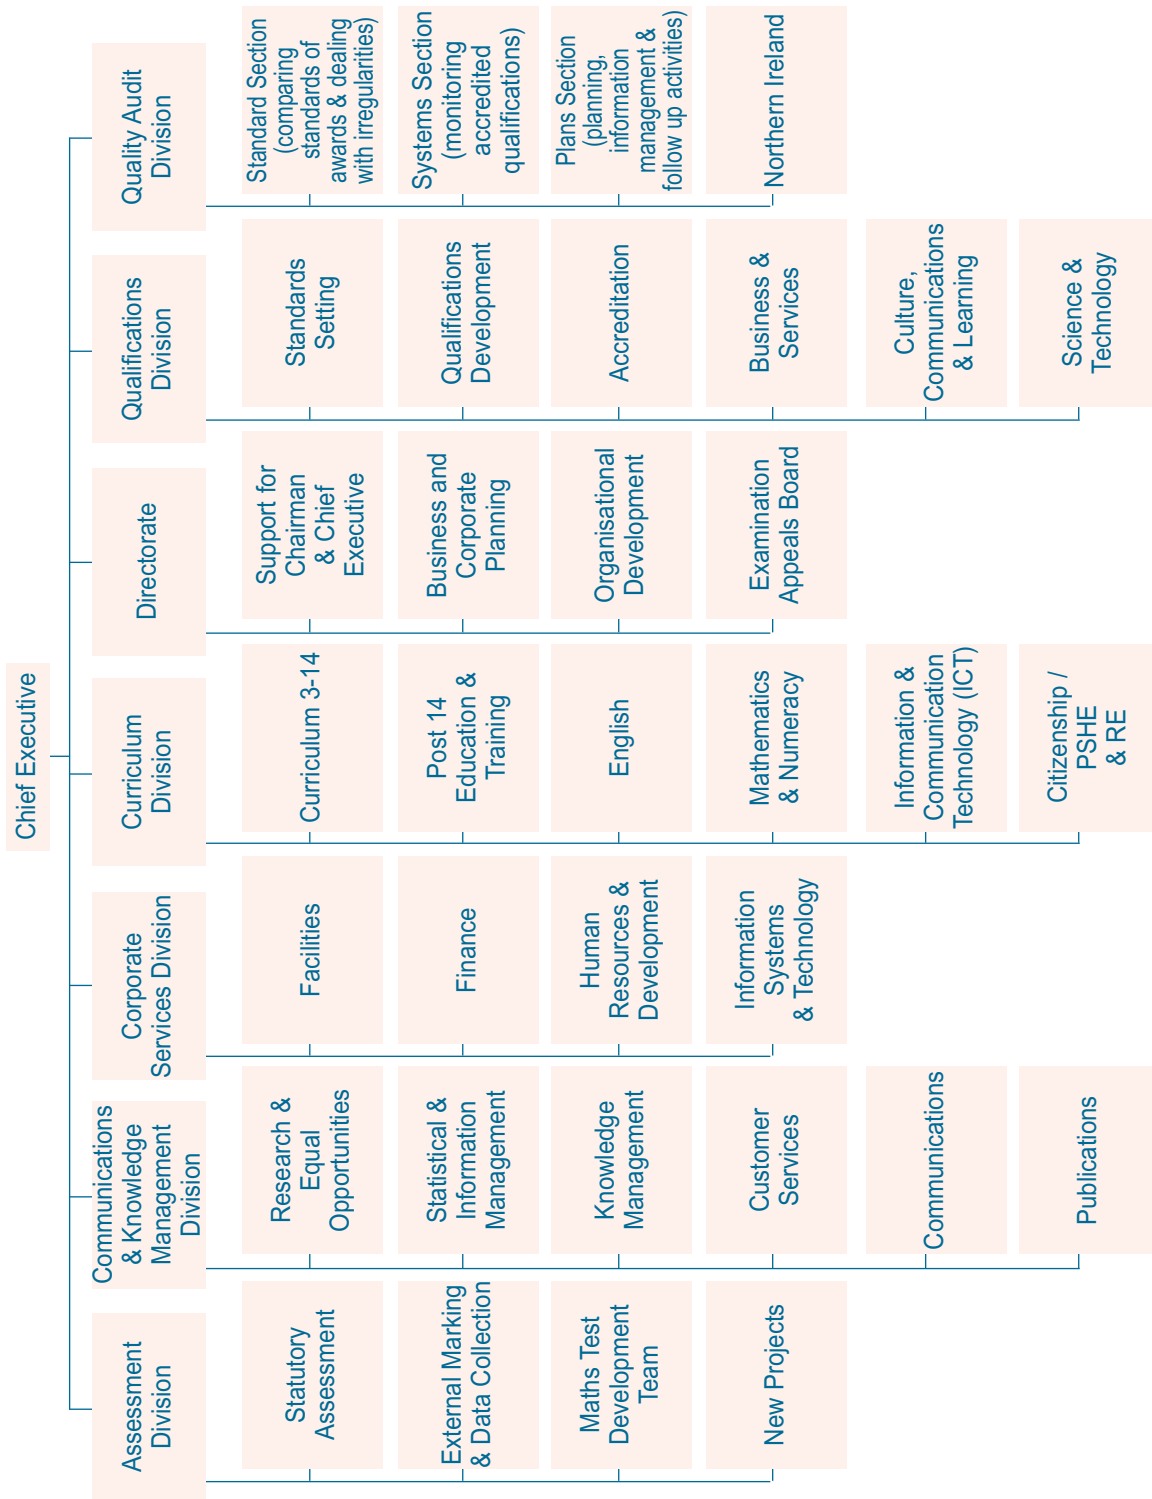 Chief Executive
Assessment
Division
Statutory
Assessment
External Marking
& Data Collection
Maths Test
Development
Team
New Projects
Communications
& Knowledge
Management
Division
Research &
Equal
Opportunities
Statistical &
Information
Management
Knowledge
Management
Customer
Services
Communications
Publications
Corporate
Services Division
Facilities
Finance
Human
Resources &
Development
Information
Systems
& Technology
Curriculum
Division
Curriculum 3-14
Post 14
Education &
Training
English
Mathematics
& Numeracy
Information &
Communication
Technology (ICT)
Citizenship /
PSHE
& RE
Directorate
Support for
Chairman
& Chief
Executive
Business and
Corporate
Planning
Organisational
Development
Examination
Appeals Board
Qualifications
Division
Standards
Setting
Qualifications
Development
Accreditation
Business &
Services
Culture,
Communications
& Learning
Science &
Technology
Quality Audit
Division
Standard Section
(comparing
standards of
awards & dealing
with irregularities)
Systems Section
(monitoring
accredited
qualifications)
Plans Section
(planning,
information
management &
follow up activities)
Northern Ireland